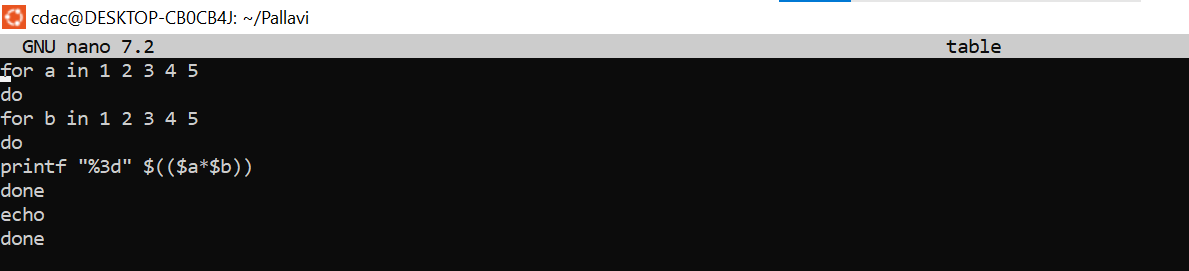 cdac@DESKTOP-CB0CB4J: ~/Pallavi
GNU nano 7.2 table
for a in 1 2 3 4 5
do
for b in 1 2 3 4 5
do
printf "%3d" $(($a*$b))
done
echo
done